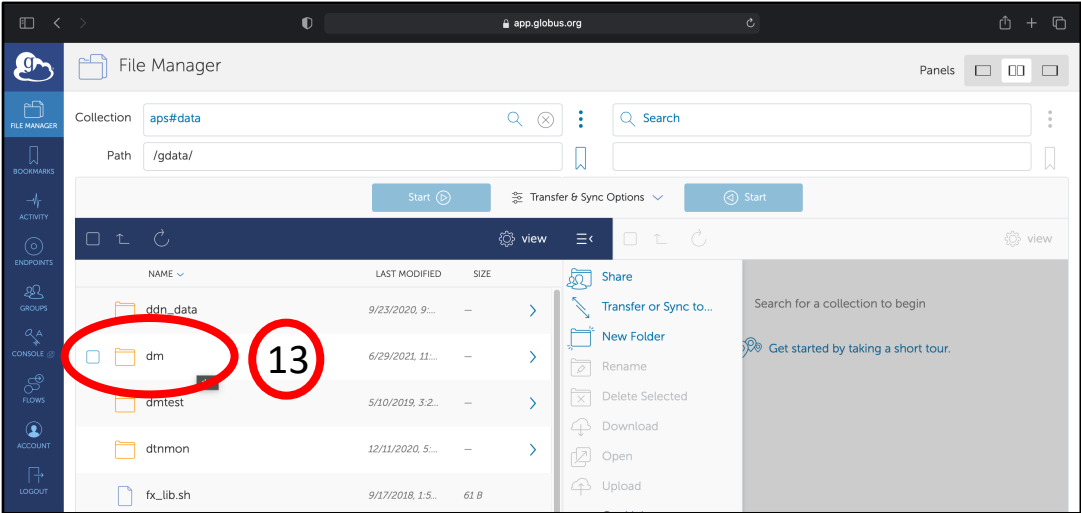 app.globus.org
g
File Manager
Panels
FILE MANAGER
BOOKMARKS
ACTIVITY
ENDPOINTS
GROUPS
CONSOLE
FLOWS
ACCOUNT
LOGOUT
Collection
aps#data
Search
Path
/gdata/
Start
Transfer & Sync Options
Start
view
view
NAME
LAST MODIFIED
SIZE
ddn_data
9/23/2020, 9:...
—
dm
6/29/2021, 11:...
—
13
dmtest
5/10/2019, 3:2...
—
dtnmon
12/11/2020, 5:...
—
fx_lib.sh
9/17/2018, 1:5...
61 B
Share
Transfer or Sync to...
New Folder
Rename
Delete Selected
Download
Open
Upload
Search for a collection to begin
Get started by taking a short tour.